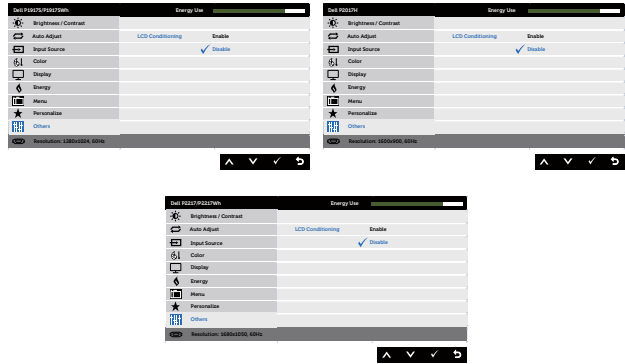 Dell P1917S/P1917SWh Energy Use
Brightness / Contrast
Auto Adjust LCD Conditioning Enable
Input Source Disable
Color
Display
Energy
Menu
Personalize
Others
Resolution: 1280x1024, 60Hz
Dell P2017H Energy Use
Brightness / Contrast
Auto Adjust LCD Conditioning Enable
Input Source Disable
Color
Display
Energy
Menu
Personalize
Others
Resolution: 1600x900, 60Hz
Dell P2217/P2217Wh Energy Use
Brightness / Contrast
Auto Adjust LCD Conditioning Enable
Input Source Disable
Color
Display
Energy
Menu
Personalize
Others
Resolution: 1680x1050, 60Hz